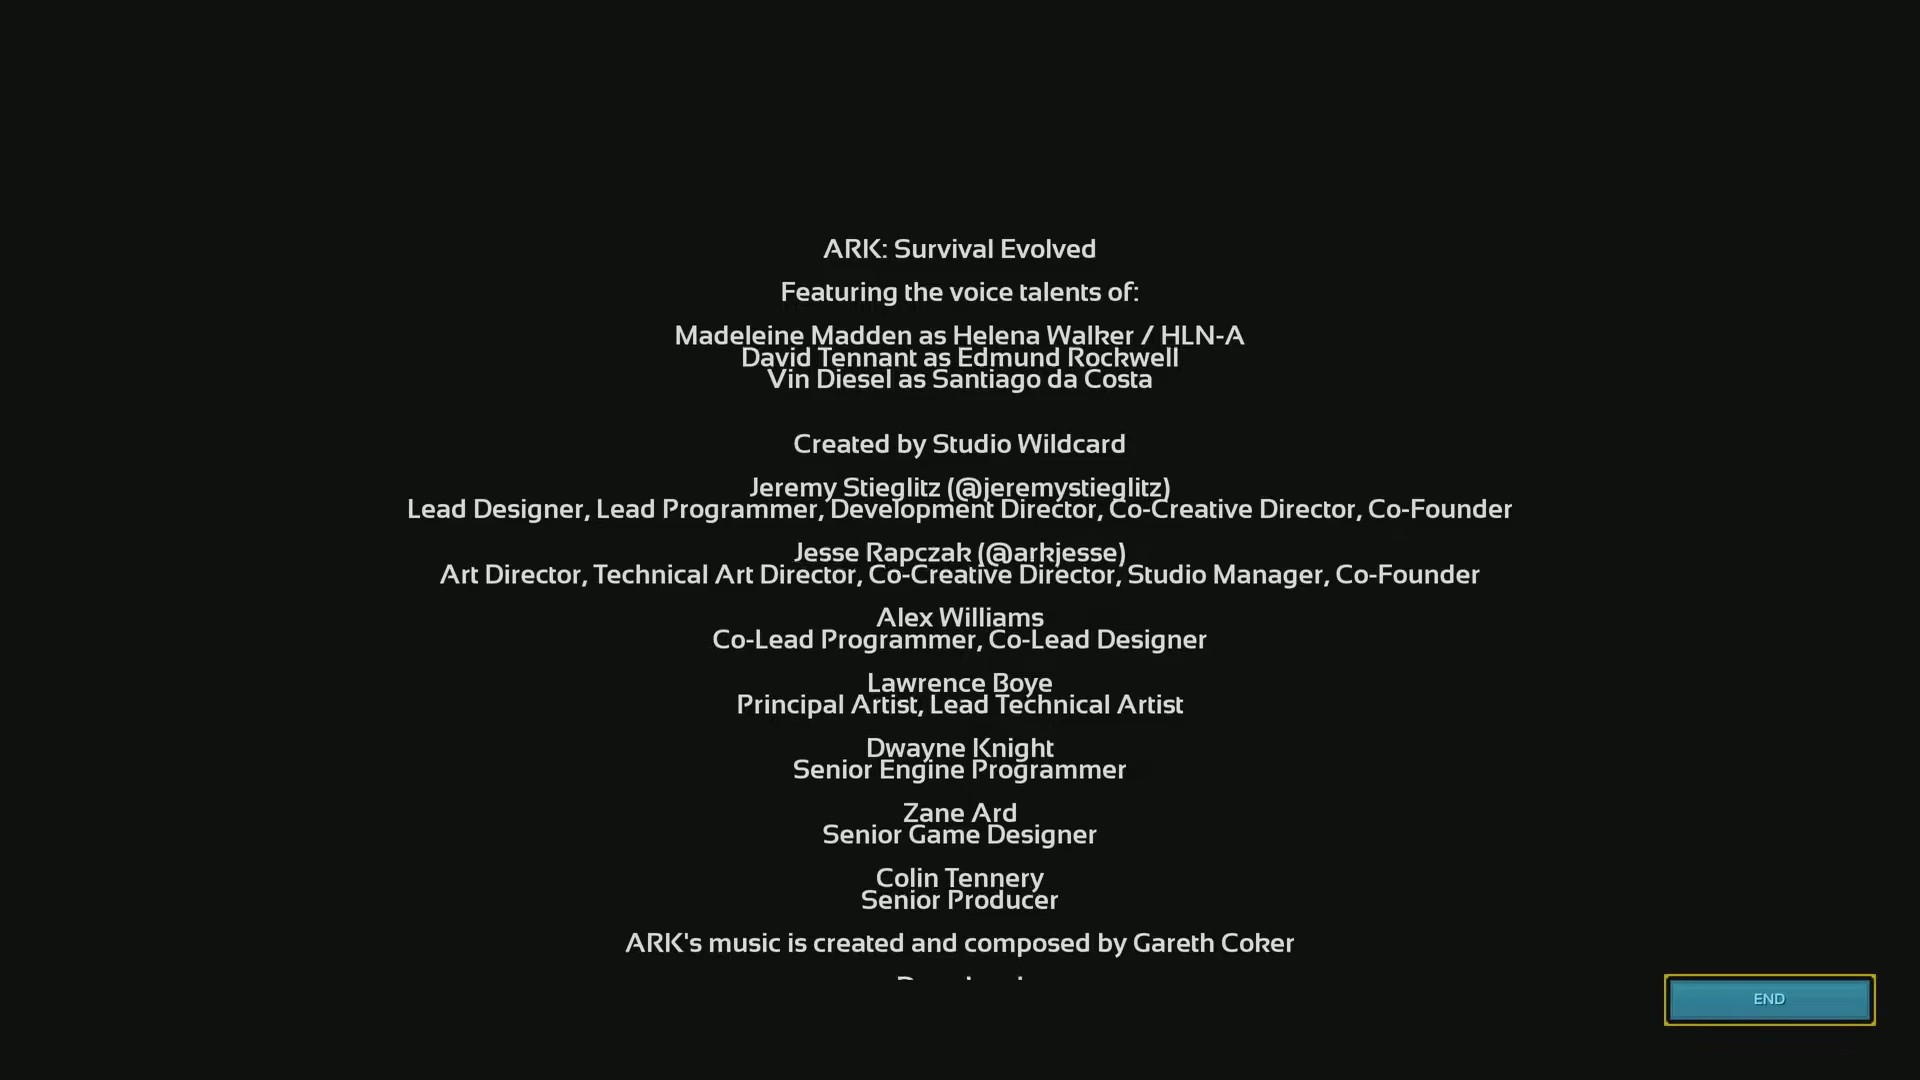 ARK: Survival Evolved
Featuring the voice talents of:
Madeleine Madden as Helena Walker / HLN-A
David Tennant as Edmund Rockwell
Vin Diesel as Santiago da Costa
Created by Studio Wildcard
Jeremy Stieglitz (@jeremystieglitz)
Lead Designer, Lead Programmer, Development Director, Co-Creative Director, Co-Founder
Jesse Rapczak (@arkjesse)
Art Director, Technical Art Director, Co-Creative Director, Studio Manager, Co-Founder
Alex Williams
Co-Lead Programmer, Co-Lead Designer
Lawrence Boye
Principal Artist, Lead Technical Artist
Dwayne Knight
Senior Engine Programmer
Zane Ard
Senior Game Designer
Colin Tennery
Senior Producer
ARK's music is created and composed by Gareth Coker
END